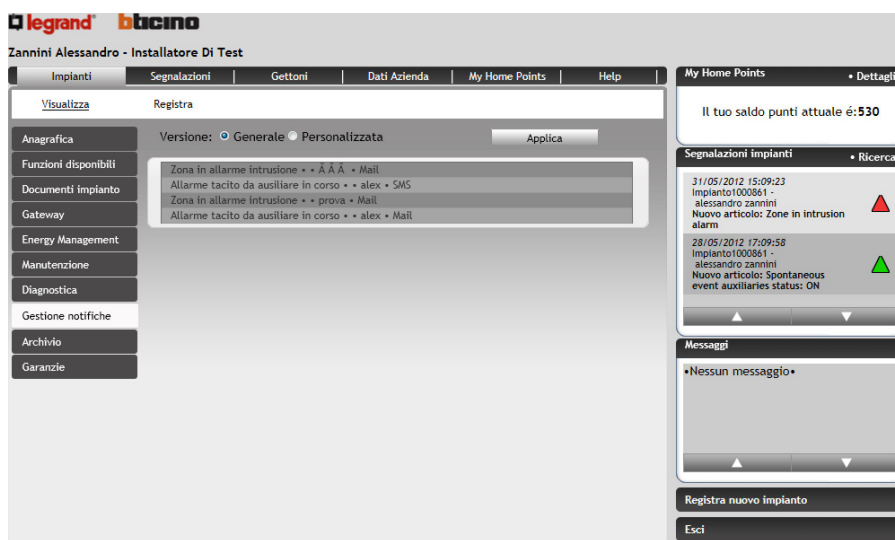 legrand bticino
Zannini Alessandro - Installatore Di Test
Impianti Segnalazioni Gettoni Dati Azienda My Home Points Help
Visualizza Registra
Anagrafica
Funzioni disponibili
Documenti impianto
Gateway
Energy Management
Manutenzione
Diagnostica
Gestione notifiche
Archivio
Garanzie
Versione: Generale Personalizzata Applica
Zona in allarme intrusione • • Ã Ã Ã • Mail
Allarme tacito da ausiliare in corso • • alex • SMS
Zona in allarme intrusione • • prova • Mail
Allarme tacito da ausiliare in corso • • alex • Mail
My Home Points • Dettagli
Il tuo saldo punti attuale é:530
Segnalazioni impianti • Ricerca
31/05/2012 15:09:23
Impianto1000861 -
alessandro zannini
Nuovo articolo: Zone in intrusion
alarm
28/05/2012 17:09:58
Impianto1000861 -
alessandro zannini
Nuovo articolo: Spontaneous
event auxiliaries status: ON
Messaggi
•Nessun messaggio•
Registra nuovo impianto
Esci